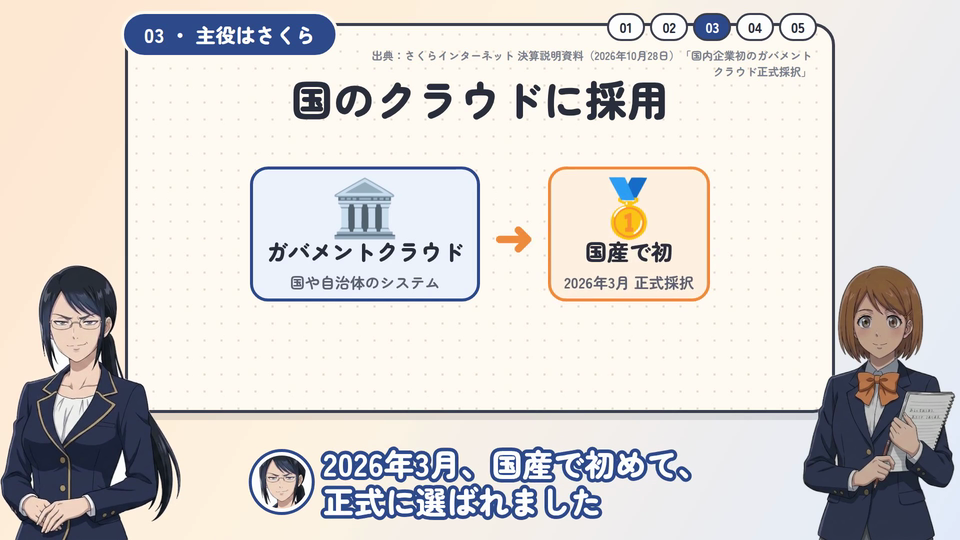 03 ・ 主役はさくら
01 02 03 04 05
出典：さくらインターネット 決算説明資料（2026年10月28日）「国内企業初のガバメント
クラウド正式採択」
国のクラウドに採用
ガバメントクラウド
国や自治体のシステム
1
国産で初
2026年3月 正式採択
2026年3月、国産で初めて、
正式に選ばれました